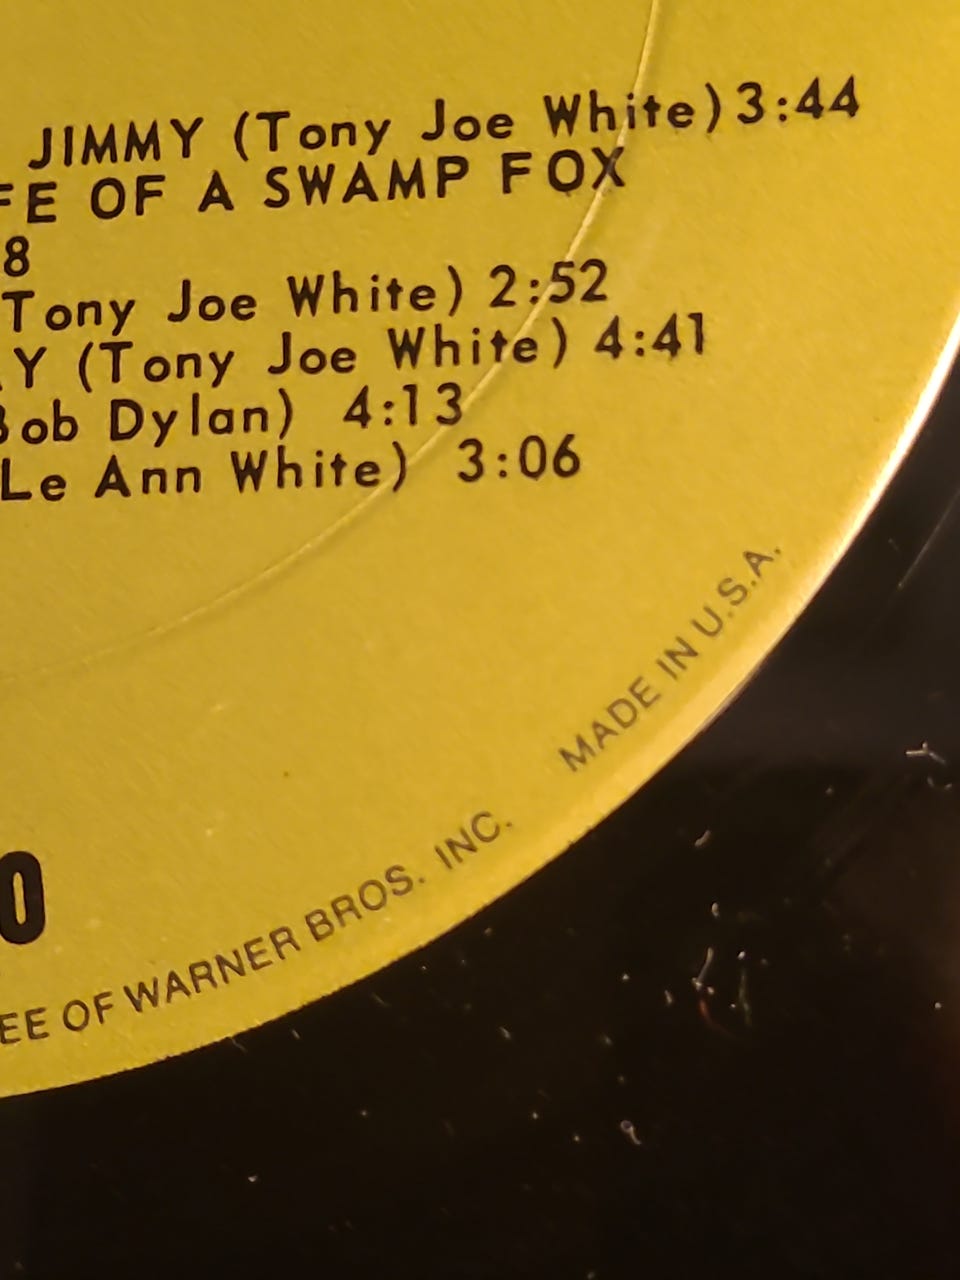 JIMMY (Tony Joe White) 3:44
FE OF A SWAMP FOX
8
Tony Joe White) 2:52
Y (Tony Joe White) 4:41
Bob Dylan) 4:13
Le Ann White) 3:06
MADE IN U.S.A.
0
EE OF WARNER BROS. INC.